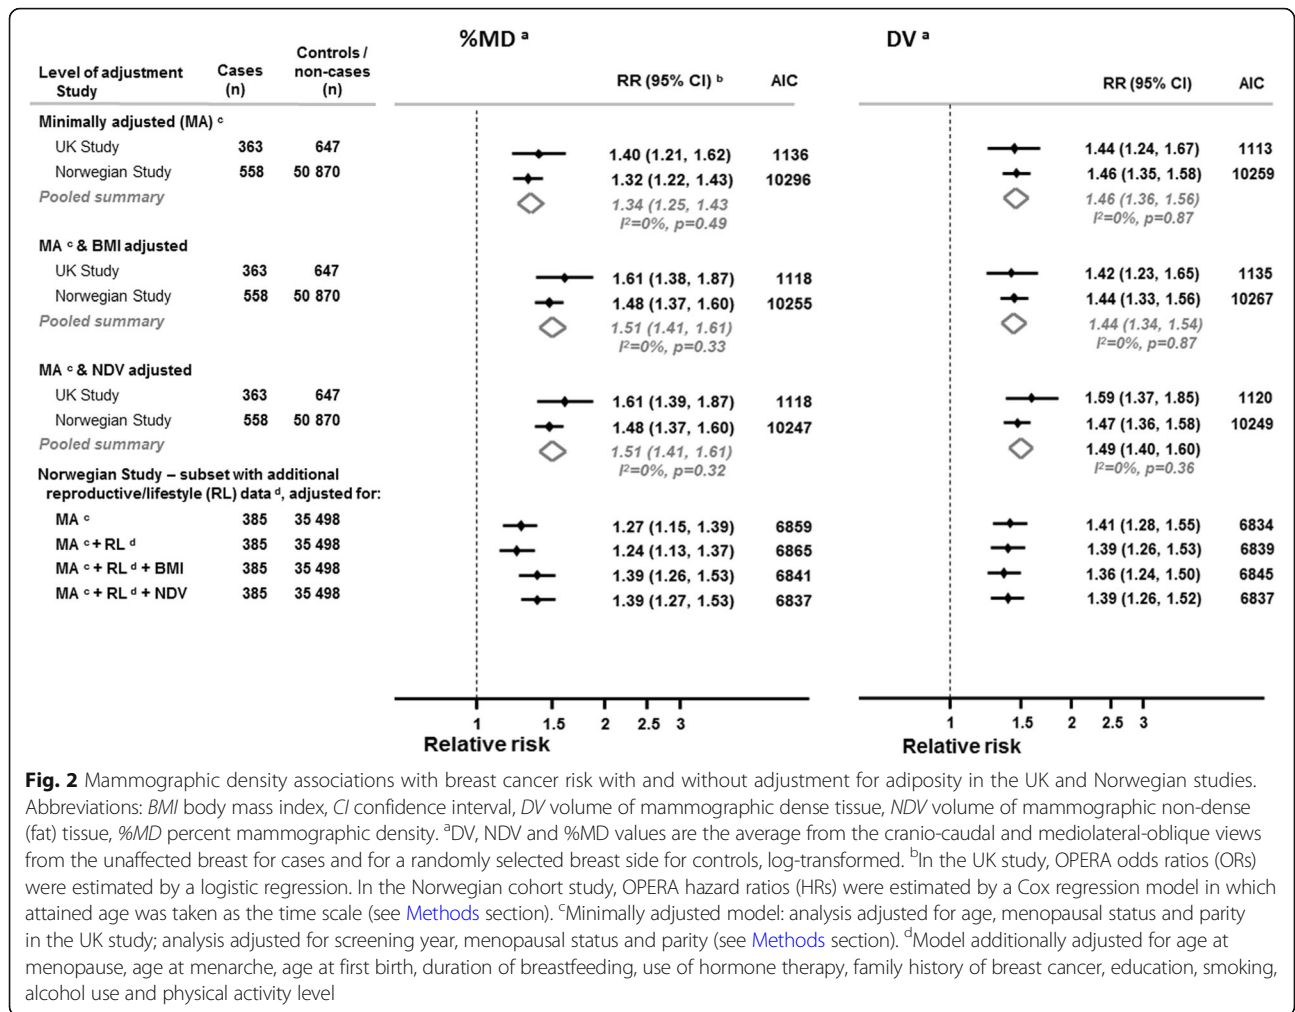 %MD ᵃ DV ᵃ
Level of adjustment Study Cases (n) Controls / non-cases (n) RR (95% CI) ᵇ AIC RR (95% CI) AIC
Minimally adjusted (MA) ᶜ
UK Study 363 647 1.40 (1.21, 1.62) 1136 1.44 (1.24, 1.67) 1113
Norwegian Study 558 50 870 1.32 (1.22, 1.43) 10296 1.46 (1.35, 1.58) 10259
Pooled summary 1.34 (1.25, 1.43 1.46 (1.36, 1.56)
I²=0%, p=0.49 I²=0%, p=0.87
MA ᶜ & BMI adjusted
UK Study 363 647 1.61 (1.38, 1.87) 1118 1.42 (1.23, 1.65) 1135
Norwegian Study 558 50 870 1.48 (1.37, 1.60) 10255 1.44 (1.33, 1.56) 10267
Pooled summary 1.51 (1.41, 1.61) 1.44 (1.34, 1.54)
I²=0%, p=0.33 I²=0%, p=0.87
MA ᶜ & NDV adjusted
UK Study 363 647 1.61 (1.39, 1.87) 1118 1.59 (1.37, 1.85) 1120
Norwegian Study 558 50 870 1.48 (1.37, 1.60) 10247 1.47 (1.36, 1.58) 10249
Pooled summary 1.51 (1.41, 1.61) 1.49 (1.40, 1.60)
I²=0%, p=0.32 I²=0%, p=0.36
Norwegian Study – subset with additional
reproductive/lifestyle (RL) data ᵈ, adjusted for:
MA ᶜ 385 35 498 1.27 (1.15, 1.39) 6859 1.41 (1.28, 1.55) 6834
MA ᶜ + RL ᵈ 385 35 498 1.24 (1.13, 1.37) 6865 1.39 (1.26, 1.53) 6839
MA ᶜ + RL ᵈ + BMI 385 35 498 1.39 (1.26, 1.53) 6841 1.36 (1.24, 1.50) 6845
MA ᶜ + RL ᵈ + NDV 385 35 498 1.39 (1.27, 1.53) 6837 1.39 (1.26, 1.52) 6837
1 1.5 2 2.5 3 1 1.5 2 2.5 3
Relative risk Relative risk
Fig. 2 Mammographic density associations with breast cancer risk with and without adjustment for adiposity in the UK and Norwegian studies.
Abbreviations: BMI body mass index, CI confidence interval, DV volume of mammographic dense tissue, NDV volume of mammographic non-dense
(fat) tissue, %MD percent mammographic density. ᵃDV, NDV and %MD values are the average from the cranio-caudal and mediolateral-oblique views
from the unaffected breast for cases and for a randomly selected breast side for controls, log-transformed. ᵇIn the UK study, OPERA odds ratios (ORs)
were estimated by a logistic regression. In the Norwegian cohort study, OPERA hazard ratios (HRs) were estimated by a Cox regression model in which
attained age was taken as the time scale (see Methods section). ᶜMinimally adjusted model: analysis adjusted for age, menopausal status and parity
in the UK study; analysis adjusted for screening year, menopausal status and parity (see Methods section). ᵈModel additionally adjusted for age at
menopause, age at menarche, age at first birth, duration of breastfeeding, use of hormone therapy, family history of breast cancer, education, smoking,
alcohol use and physical activity level